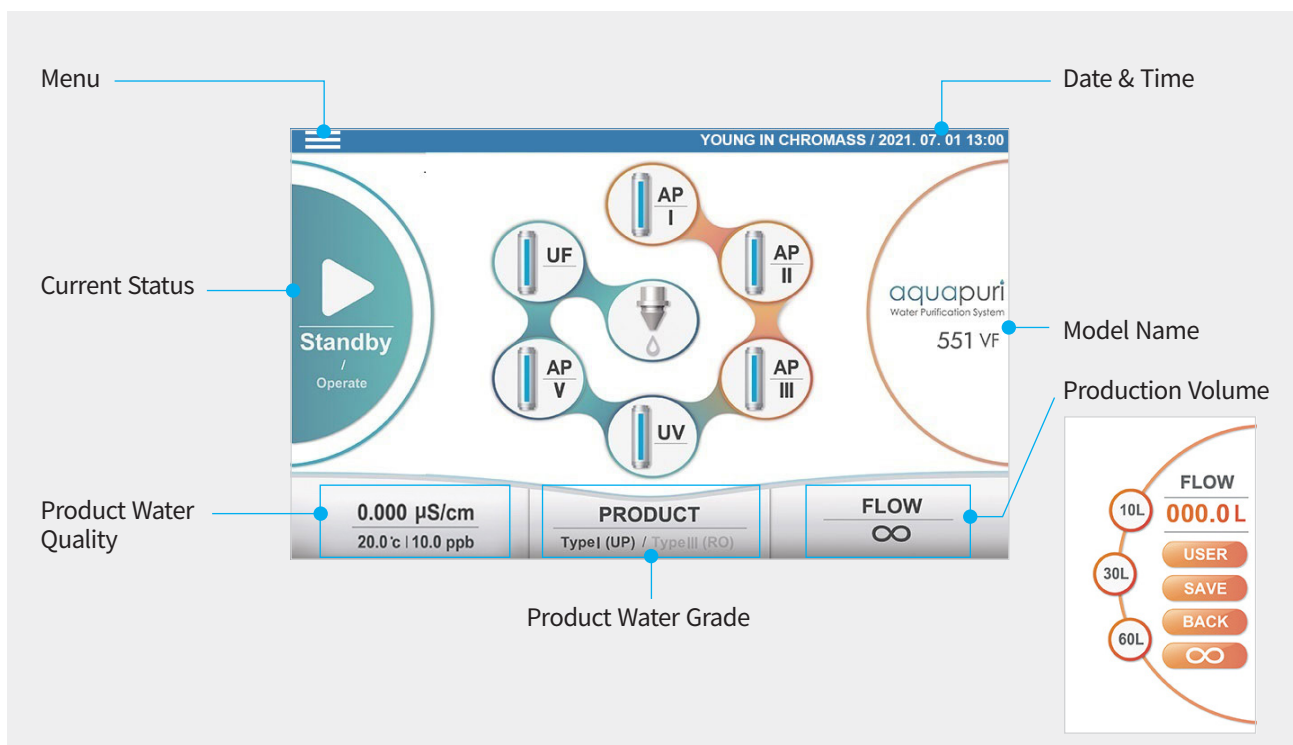 Menu
Date & Time
YOUNG IN CHROMASS / 2021. 07. 01 13:00
AP
I
UF
AP
II
Current Status
aquapuri
Water Purification System
551 VF
Model Name
Standby
/
Operate
AP
V
AP
III
UV
Production Volume
Product Water
Quality
0.000 µS/cm
20.0℃ | 10.0 ppb
PRODUCT
TypeⅠ (UP) / TypeⅢ (RO)
FLOW
∞
Product Water Grade
FLOW
000.0 L
10L
30L
60L
USER
SAVE
BACK
∞